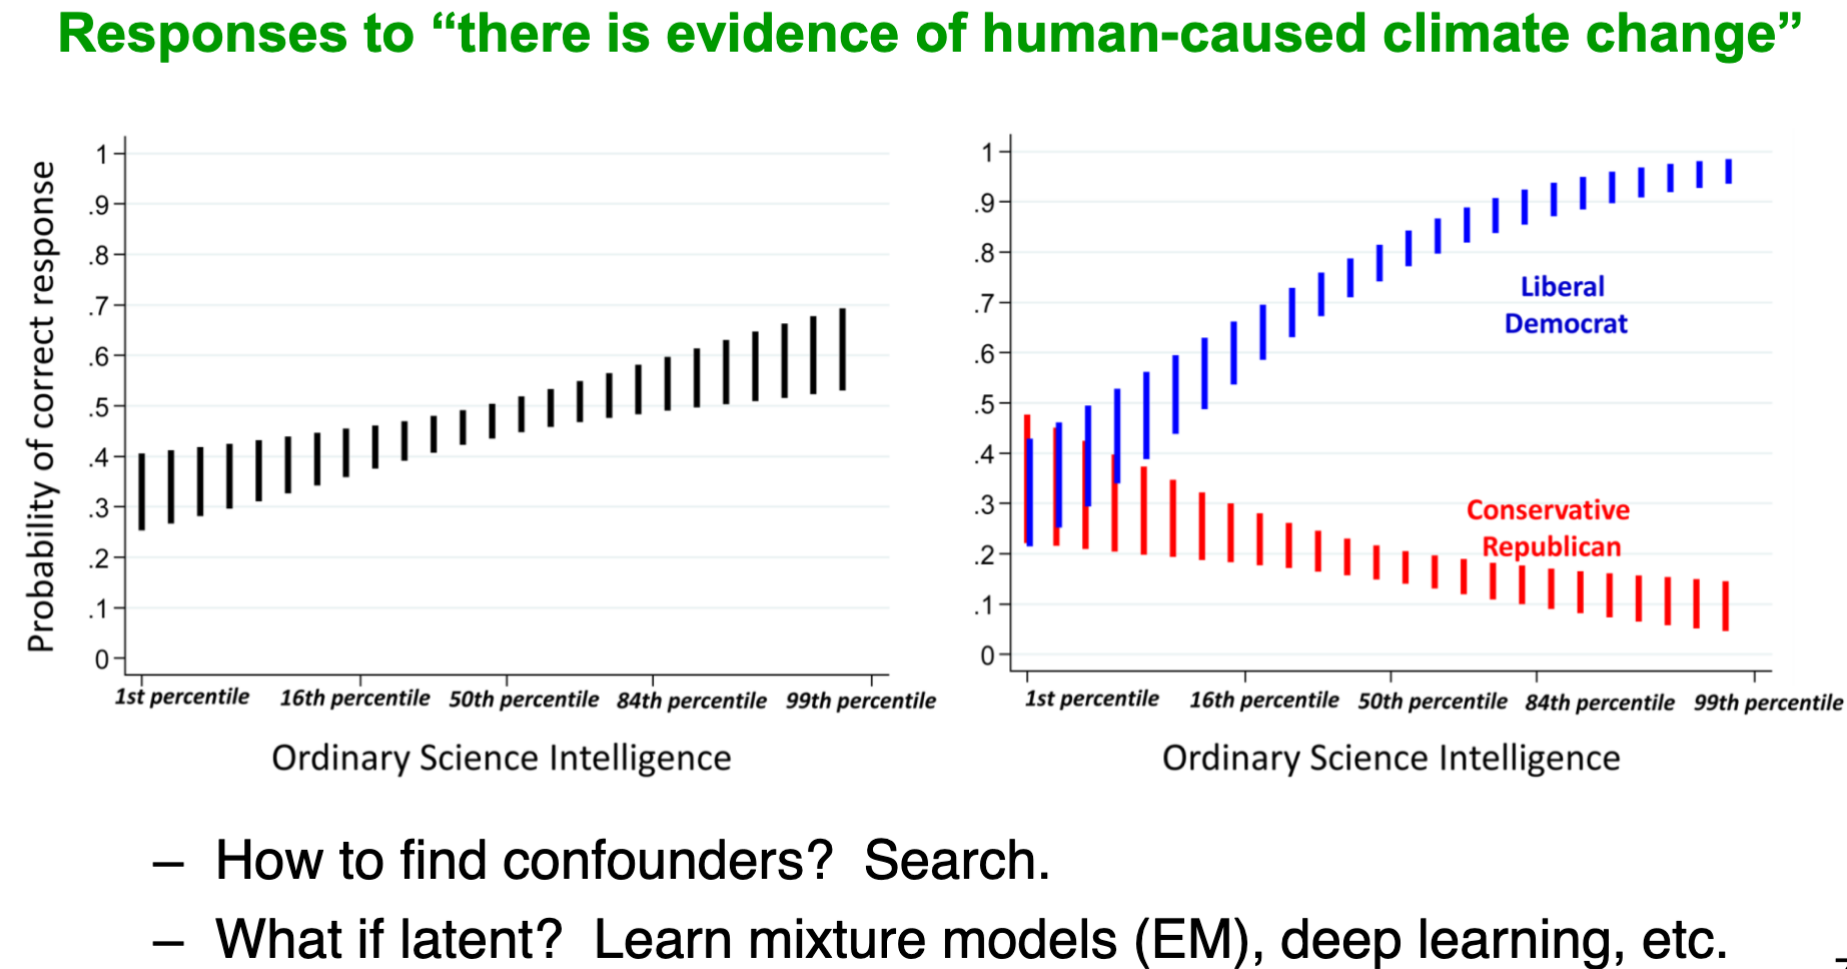 Responses to “there is evidence of human-caused climate change”
Probability of correct response
1
.9
.8
.7
.6
.5
.4
.3
.2
.1
0
1st percentile 16th percentile 50th percentile 84th percentile 99th percentile
Ordinary Science Intelligence
1
.9
.8
.7
.6
.5
.4
.3
.2
.1
0
Liberal
Democrat
Conservative
Republican
1st percentile 16th percentile 50th percentile 84th percentile 99th percentile
Ordinary Science Intelligence
– How to find confounders? Search.
– What if latent? Learn mixture models (EM), deep learning, etc.